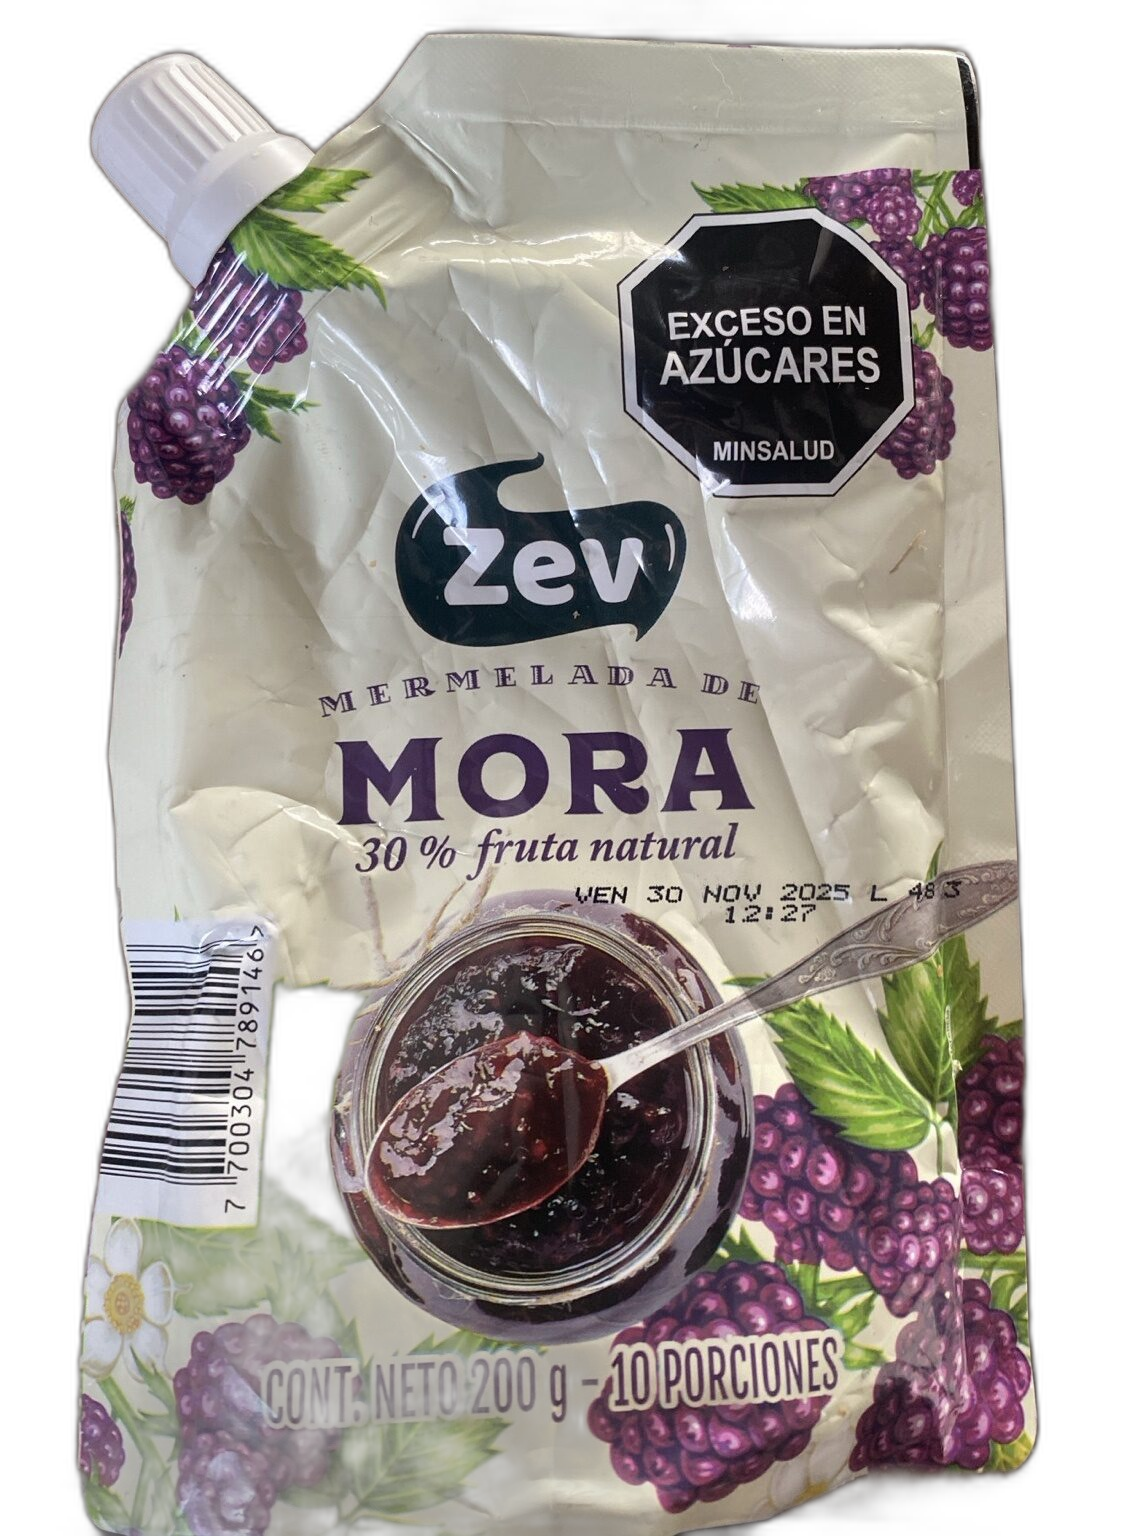 EXCESO EN
AZÚCARES
MINSALUD
Zev
MERMELADA DE
MORA
30 % fruta natural
VEN 30 NOV 2025 L 483
12:27
7 700304 789146>
CONT. NETO 200 g - 10 PORCIONES